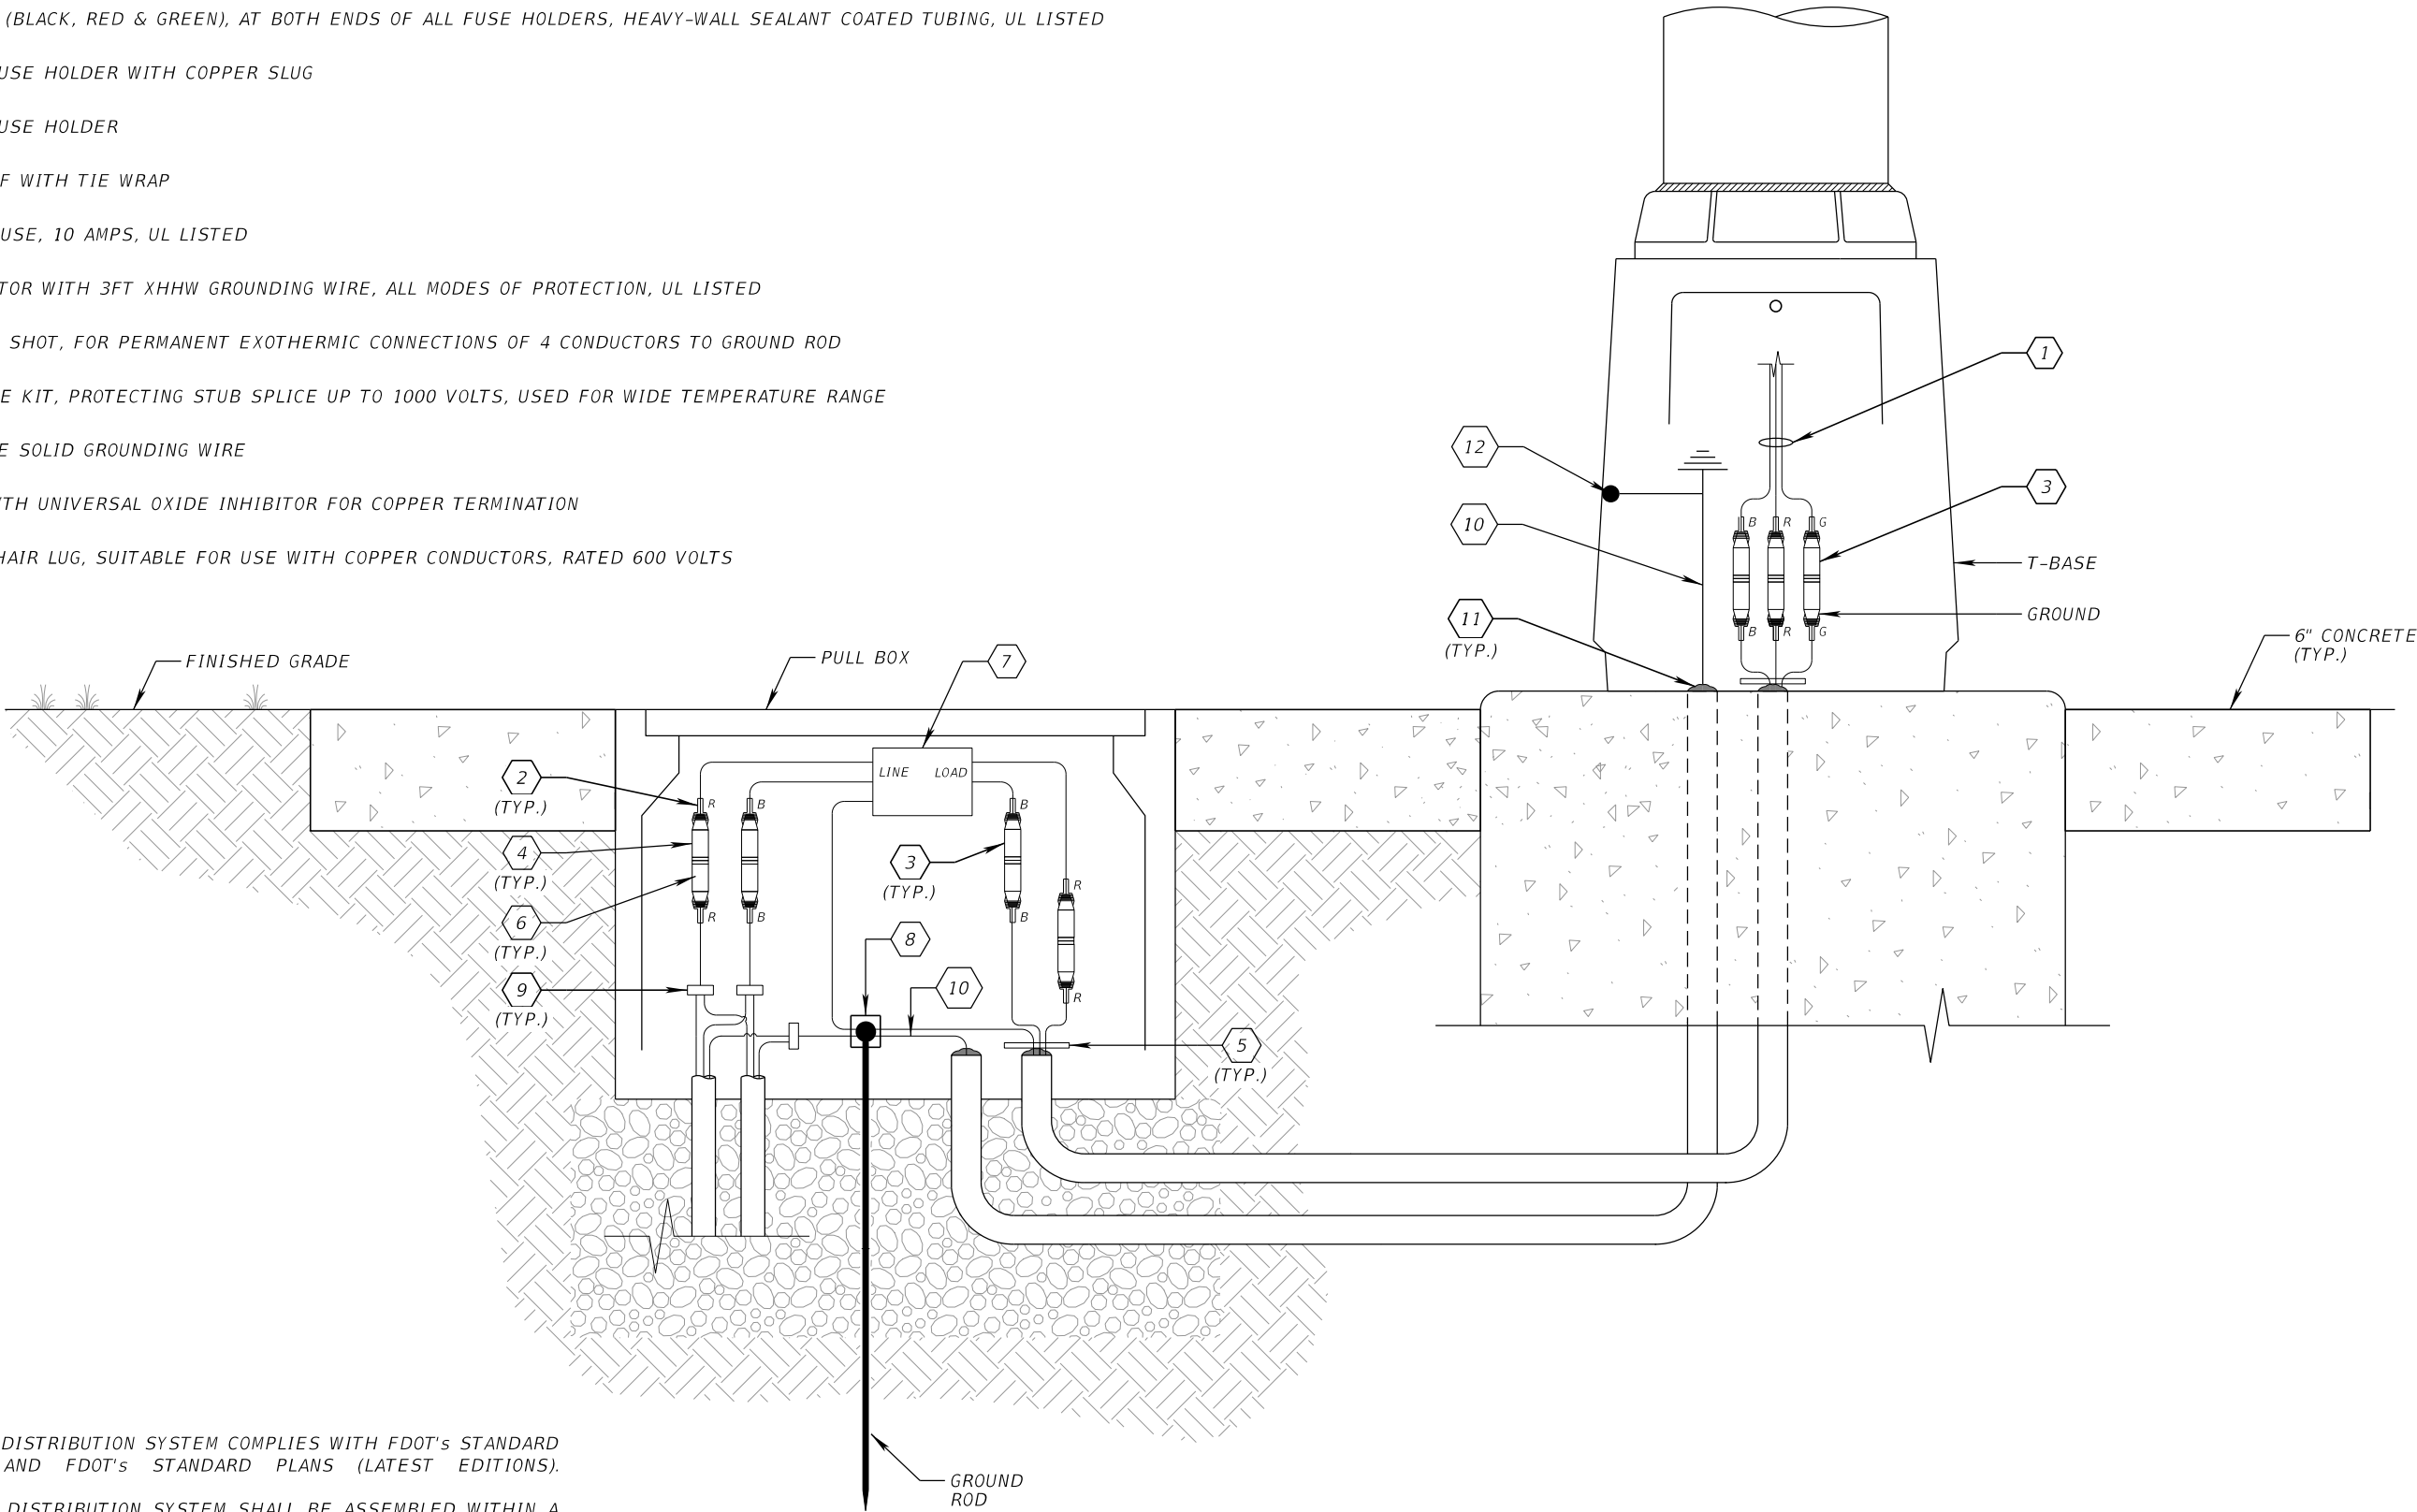 (BLACK, RED & GREEN), AT BOTH ENDS OF ALL FUSE HOLDERS, HEAVY-WALL SEALANT COATED TUBING, UL LISTED
USE HOLDER WITH COPPER SLUG
USE HOLDER
F WITH TIE WRAP
USE, 10 AMPS, UL LISTED
TOR WITH 3FT XHHW GROUNDING WIRE, ALL MODES OF PROTECTION, UL LISTED
SHOT, FOR PERMANENT EXOTHERMIC CONNECTIONS OF 4 CONDUCTORS TO GROUND ROD
E KIT, PROTECTING STUB SPLICE UP TO 1000 VOLTS, USED FOR WIDE TEMPERATURE RANGE
E SOLID GROUNDING WIRE
TH UNIVERSAL OXIDE INHIBITOR FOR COPPER TERMINATION
HAIR LUG, SUITABLE FOR USE WITH COPPER CONDUCTORS, RATED 600 VOLTS
1
12
3
10
B R G
T-BASE
11
(TYP.)
GROUND
B R G
6" CONCRETE
(TYP.)
FINISHED GRADE
PULL BOX
7
LINE LOAD
2
(TYP.)
R B
B
4
(TYP.)
3
(TYP.)
R
6
(TYP.)
R B
B
8
9
(TYP.)
10
R
5
(TYP.)
GROUND
ROD
DISTRIBUTION SYSTEM COMPLIES WITH FDOT's STANDARD
AND FDOT's STANDARD PLANS (LATEST EDITIONS).
DISTRIBUTION SYSTEM SHALL BE ASSEMBLED WITHIN A